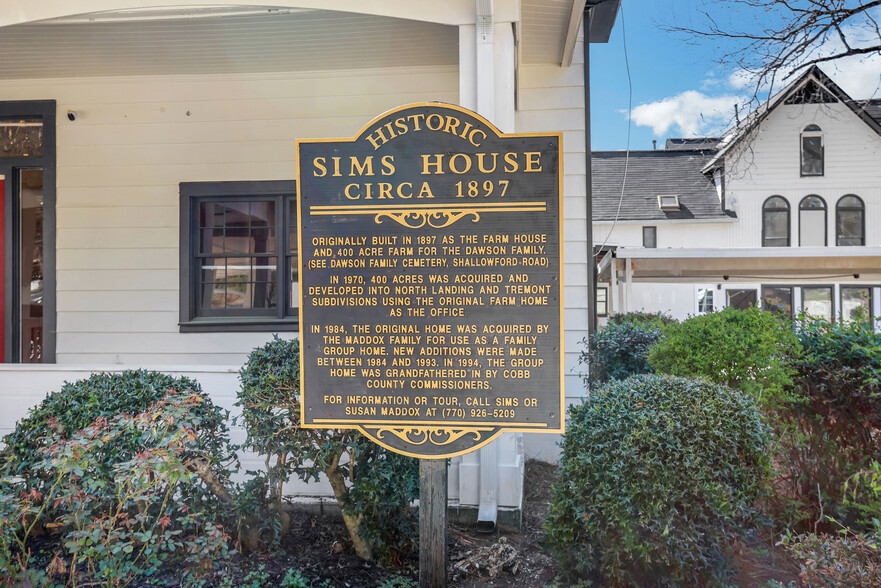 HISTORIC
SIMS HOUSE
CIRCA 1897
ORIGINALLY BUILT IN 1897 AS THE FARM HOUSE
AND 400 ACRE FARM FOR THE DAWSON FAMILY.
(SEE DAWSON FAMILY CEMETERY, SHALLOWFORD ROAD)
IN 1970, 400 ACRES WAS ACQUIRED AND
DEVELOPED INTO NORTH LANDING AND TREMONT
SUBDIVISIONS USING THE ORIGINAL FARM HOME
AS THE OFFICE
IN 1984, THE ORIGINAL HOME WAS ACQUIRED BY
THE MADDOX FAMILY FOR USE AS A FAMILY
GROUP HOME. NEW ADDITIONS WERE MADE
BETWEEN 1984 AND 1993. IN 1994, THE GROUP
HOME WAS GRANDFATHERED IN BY COBB
COUNTY COMMISSIONERS.
FOR INFORMATION OR TOUR, CALL SIMS OR
SUSAN MADDOX AT (770) 926-5209